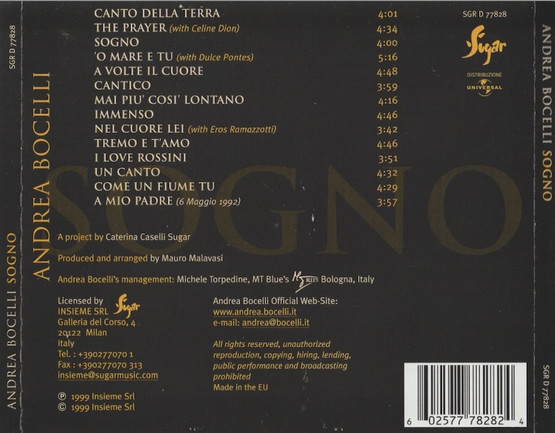 SGR D 77828
ANDREA BOCELLI SOGNO
ANDREA BOCELLI
SOGNO
CANTO DELLA TERRA 4:01
THE PRAYER (with Celine Dion) 4:34
SOGNO 4:00
'O MARE E TU (with Dulce Pontes) 5:16
A VOLTE IL CUORE 4:48
CANTICO 3:59
MAI PIU' COSI' LONTANO 4:16
IMMENSO 4:46
NEL CUORE LEI (with Eros Ramazzotti) 3:42
TREMO E T'AMO 4:46
I LOVE ROSSINI 3:51
UN CANTO 4:32
COME UN FIUME TU 4:29
A MIO PADRE (6 Maggio 1992) 3:57
SGR D 77828
Sugar
DISTRIBUZIONE
UNIVERSAL
A project by Caterina Caselli Sugar
Produced and arranged by Mauro Malavasi
Andrea Bocelli's management: Michele Torpedine, MT Blue's Bologna, Italy
Licensed by Sugar
INSIEME SRL
Galleria del Corso, 4
20122 Milan
Italy
Tel. : +390277070 1
Fax : +390277070 313
insieme@sugarmusic.com
℗ 1999 Insieme Srl
© 1999 Insieme Srl
Andrea Bocelli Official Web-Site:
www.andrea.bocelli.it
e-mail: andrea@bocelli.it
All rights reserved, unauthorized
reproduction, copying, hiring, lending,
public performance and broadcasting
prohibited
Made in the EU
6 02577 78282 4
ANDREA BOCELLI SOGNO
SGR D 77828